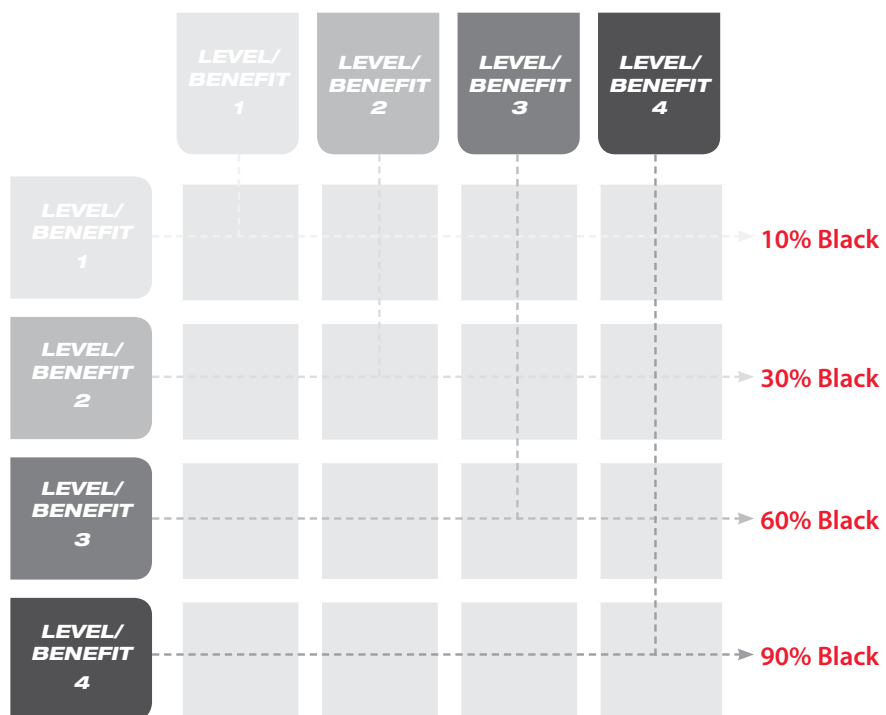 LEVEL/
BENEFIT
1
LEVEL/
BENEFIT
2
LEVEL/
BENEFIT
3
LEVEL/
BENEFIT
4
LEVEL/
BENEFIT
1
10% Black
LEVEL/
BENEFIT
2
30% Black
LEVEL/
BENEFIT
3
60% Black
LEVEL/
BENEFIT
4
90% Black